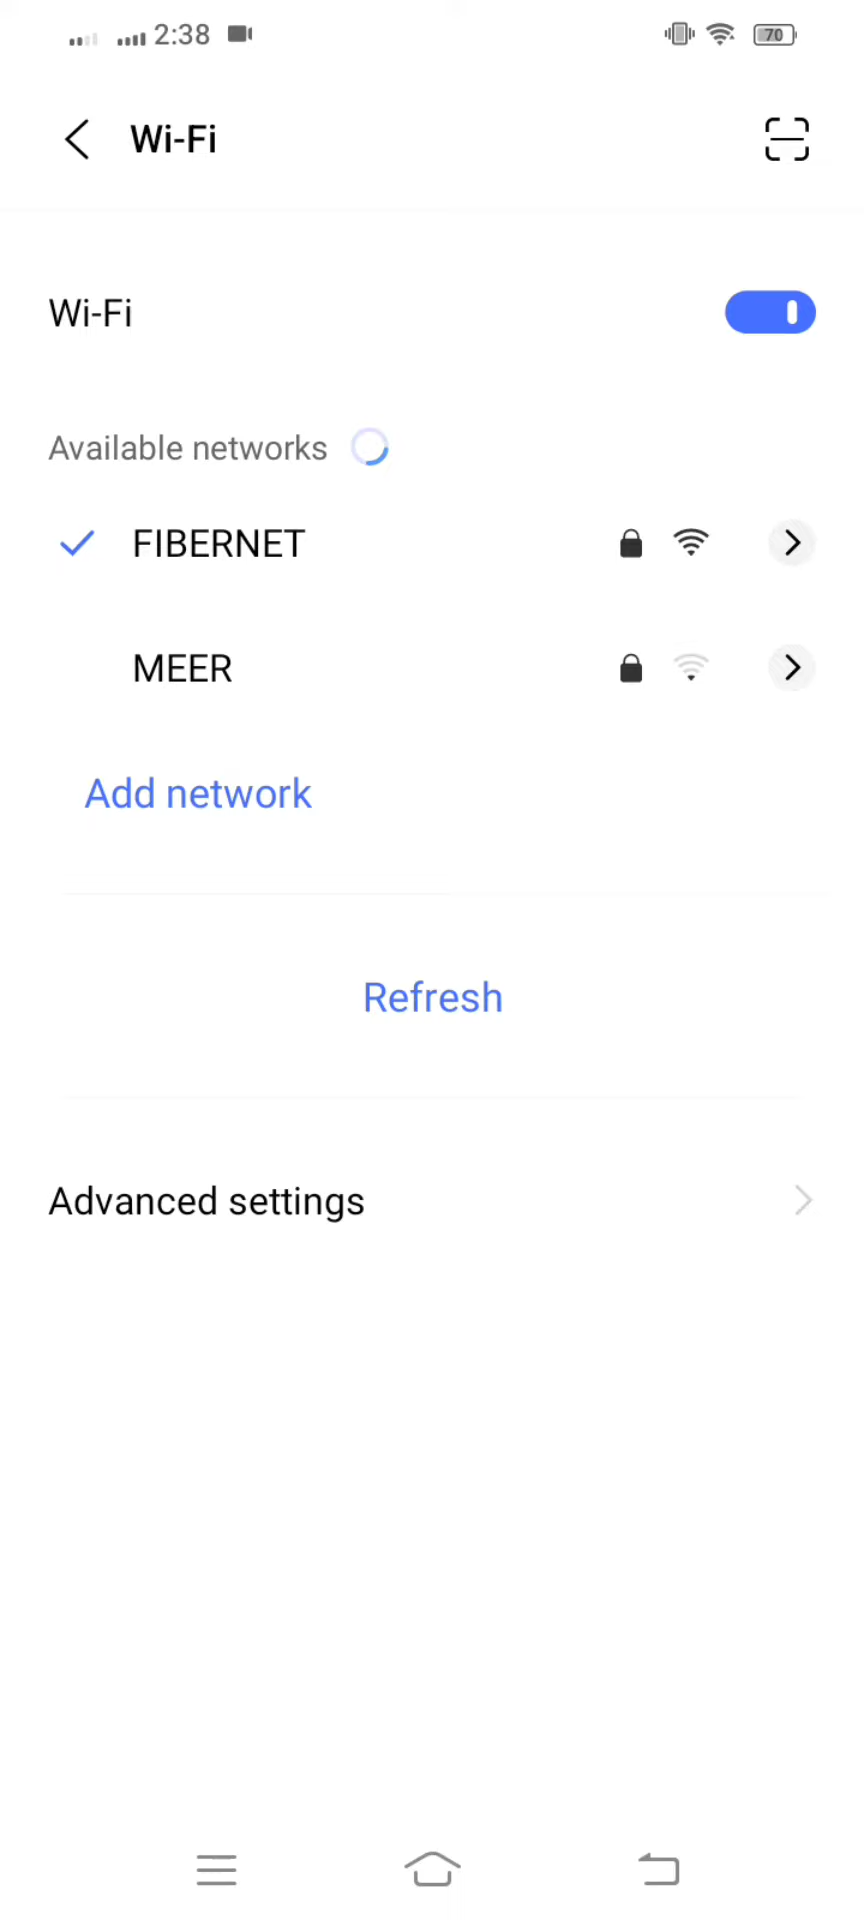 2:38 70
Wi-Fi
Wi-Fi
Available networks
FIBERNET
MEER
Add network
Refresh
Advanced settings